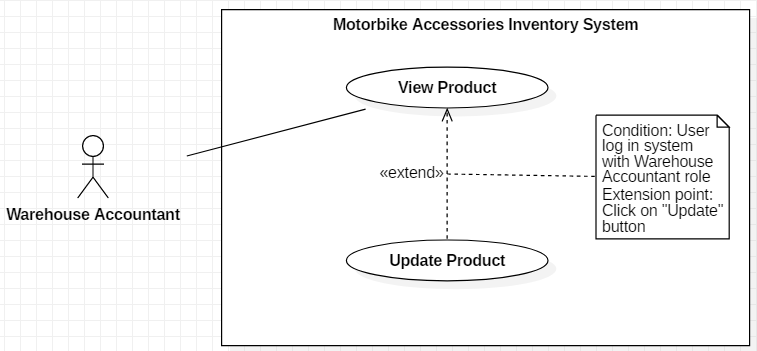 Motorbike Accessories Inventory System
View Product
Condition: User
log in system
with Warehouse
Accountant role
Extension point:
Click on "Update"
button
«extend»
Warehouse Accountant
Update Product